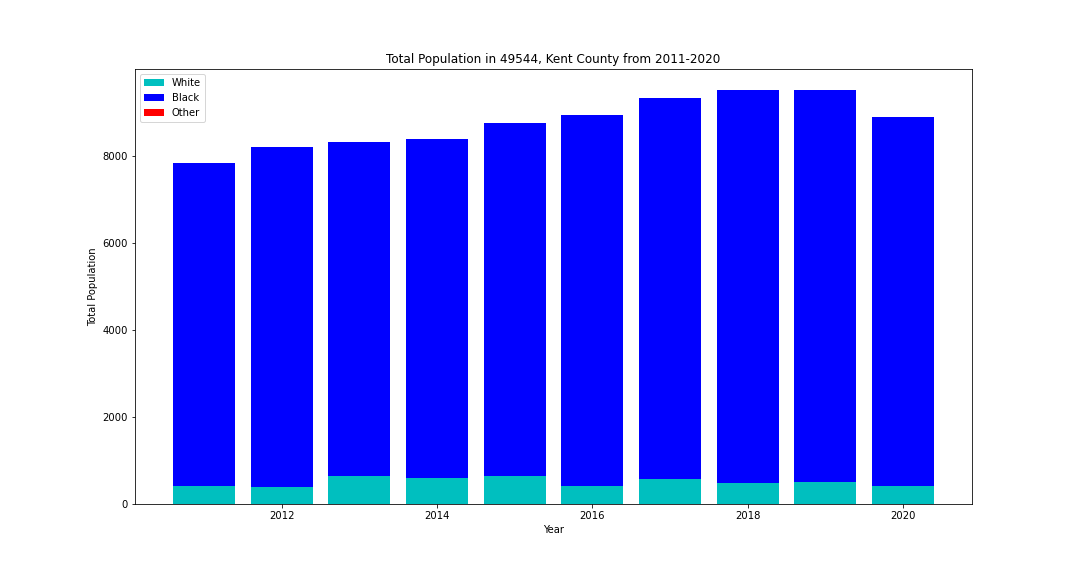 Total Population in 49544, Kent County from 2011-2020
White
Black
Other
Total Population
8000
6000
4000
2000
0
2012
2014
2016
2018
2020
Year